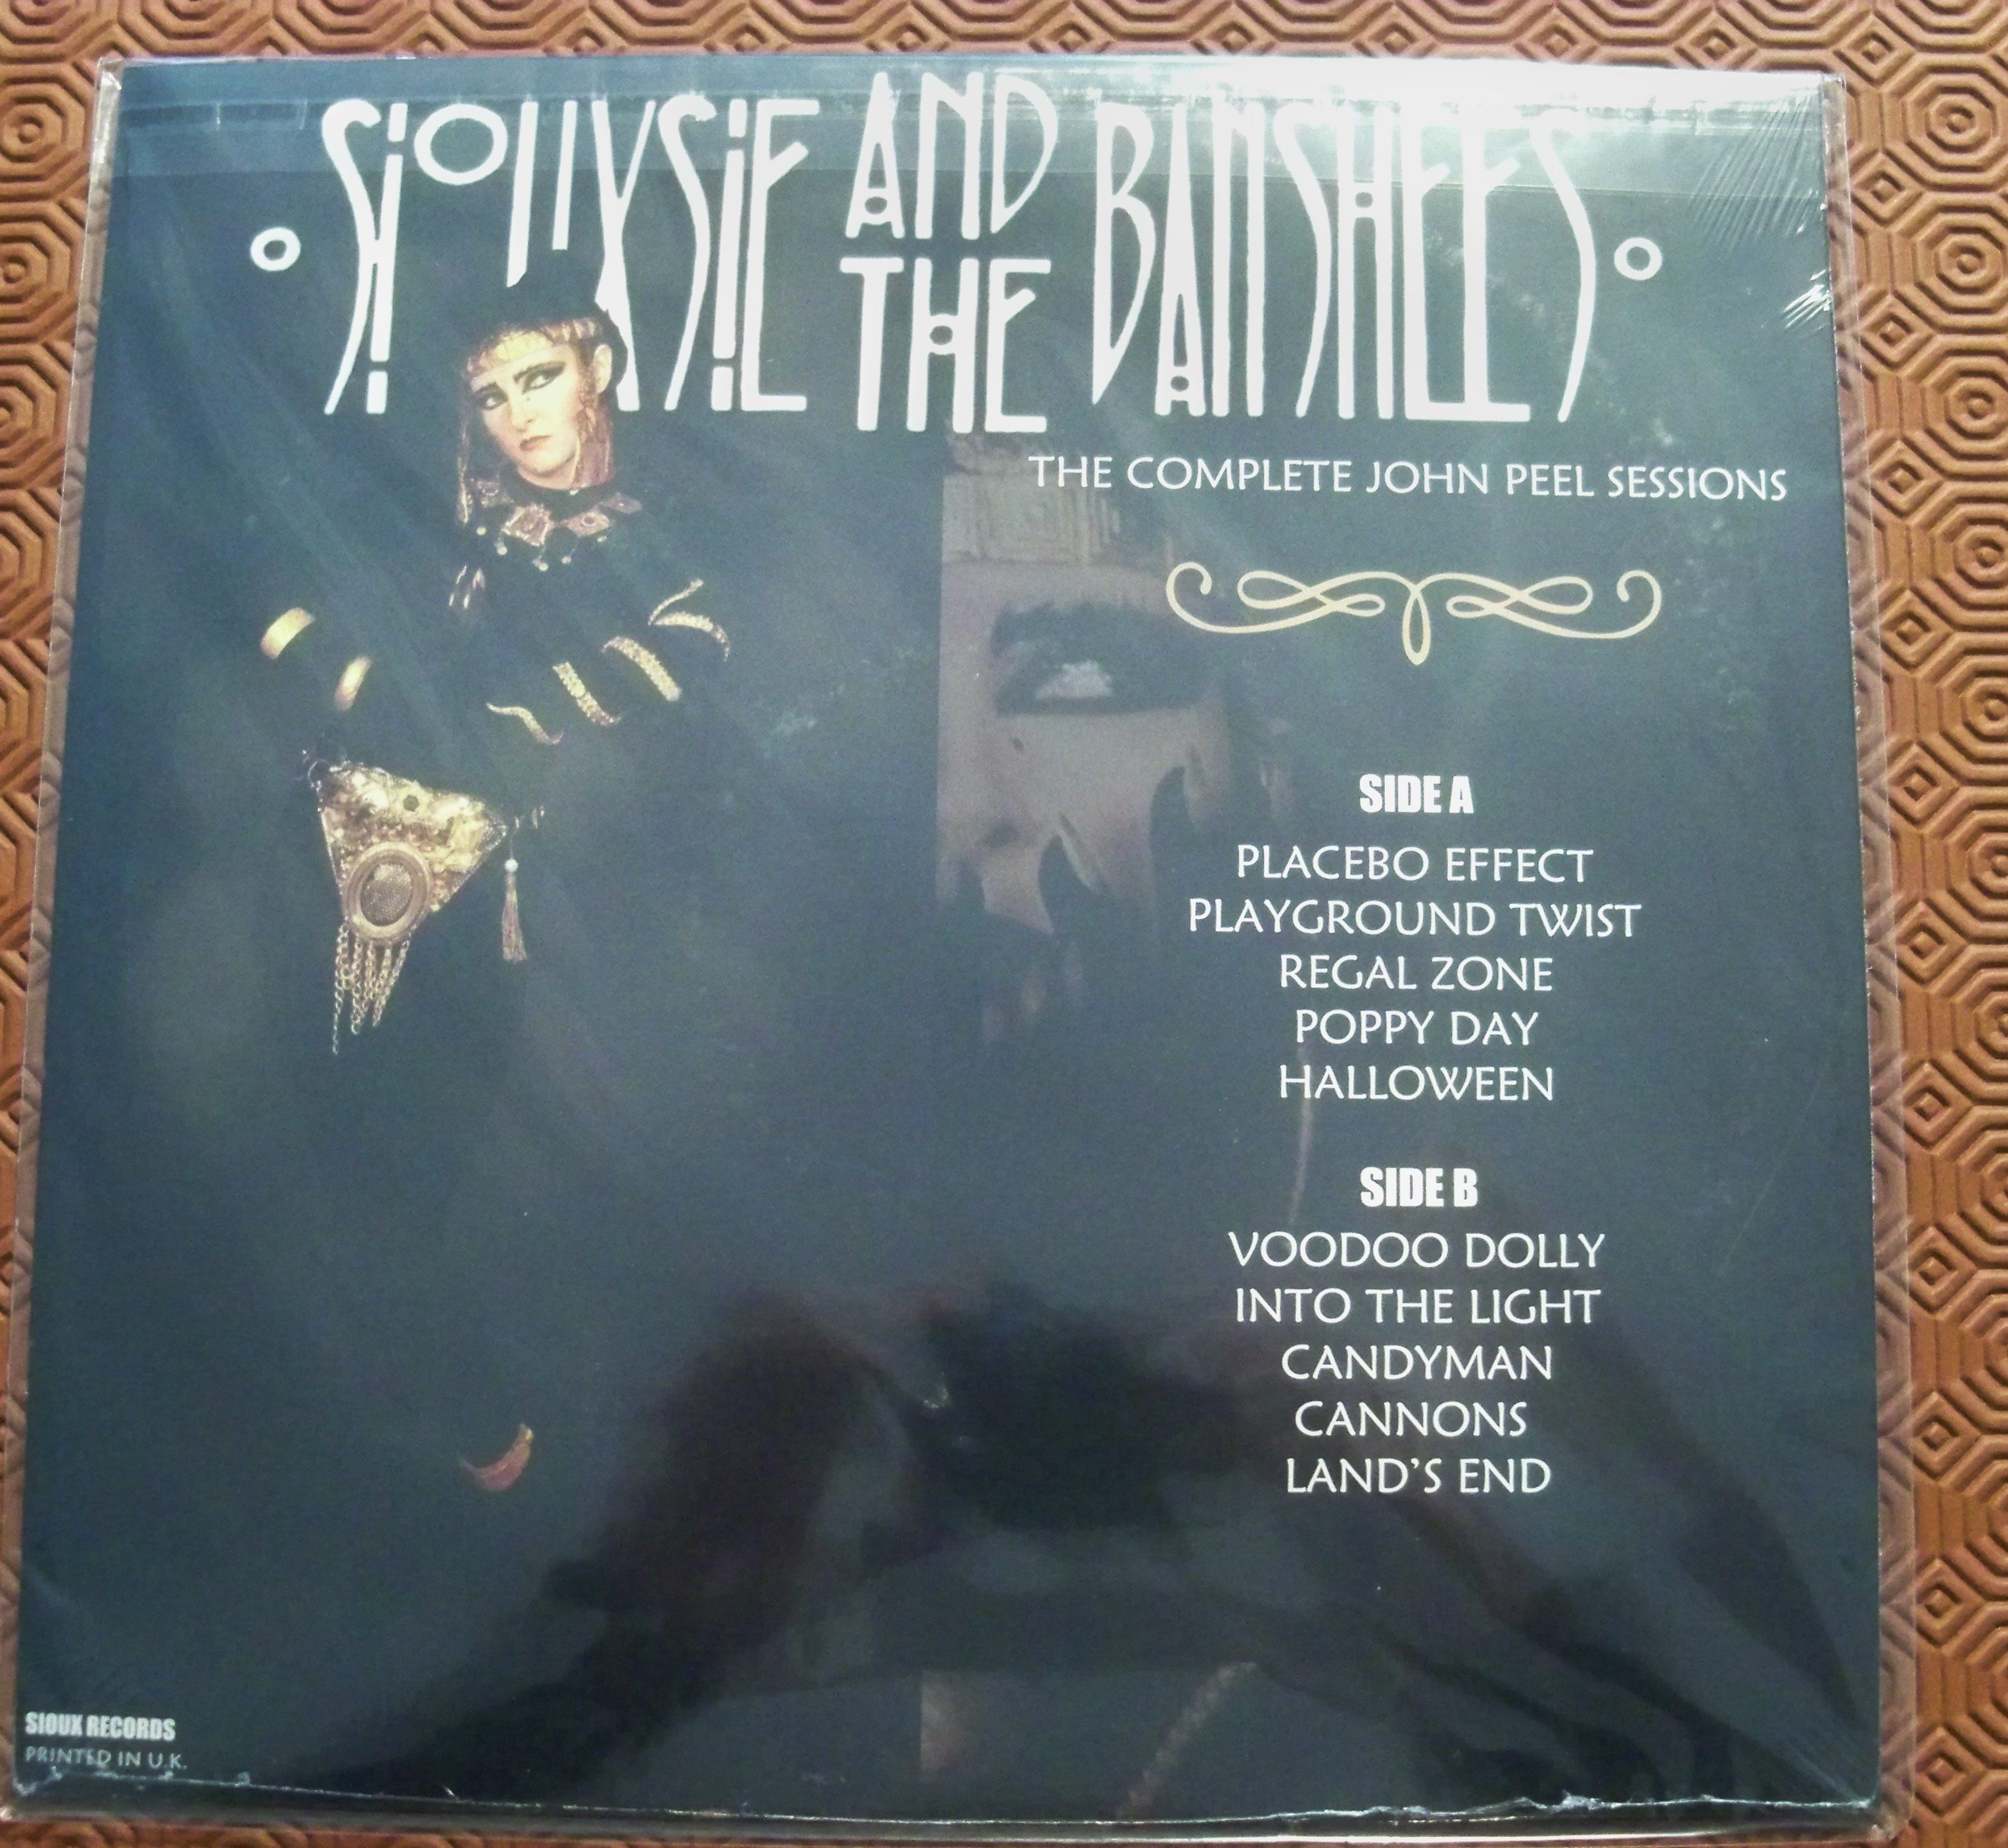 SIOUXSIE AND THE BANSHEES
THE COMPLETE JOHN PEEL SESSIONS
SIDE A
PLACEBO EFFECT
PLAYGROUND TWIST
REGAL ZONE
POPPY DAY
HALLOWEEN
SIDE B
VOODOO DOLLY
INTO THE LIGHT
CANDYMAN
CANNONS
LAND'S END
SIOUX RECORDS
PRINTED IN U.K.